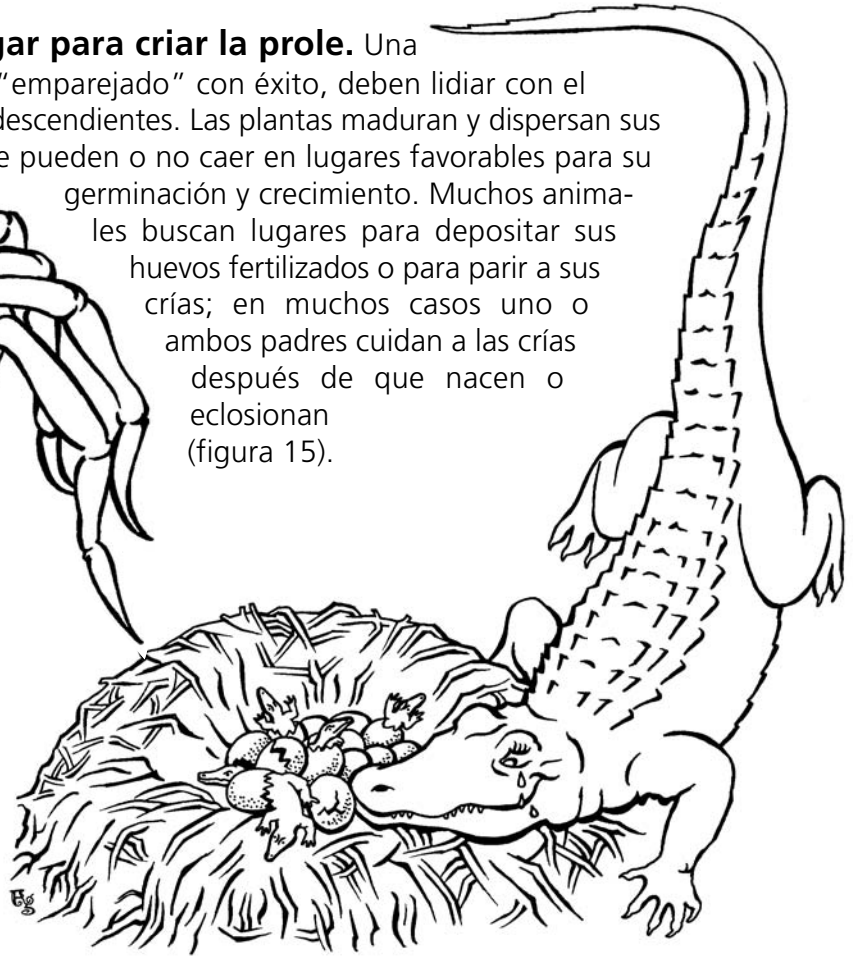 gar para criar la prole. Una
“emparejado” con éxito, deben lidiar con el
descendientes. Las plantas maduran y dispersan sus
e pueden o no caer en lugares favorables para su
germinación y crecimiento. Muchos anima-
les buscan lugares para depositar sus
huevos fertilizados o para parir a sus
crías; en muchos casos uno o
ambos padres cuidan a las crías
después de que nacen o
eclosionan
(figura 15).